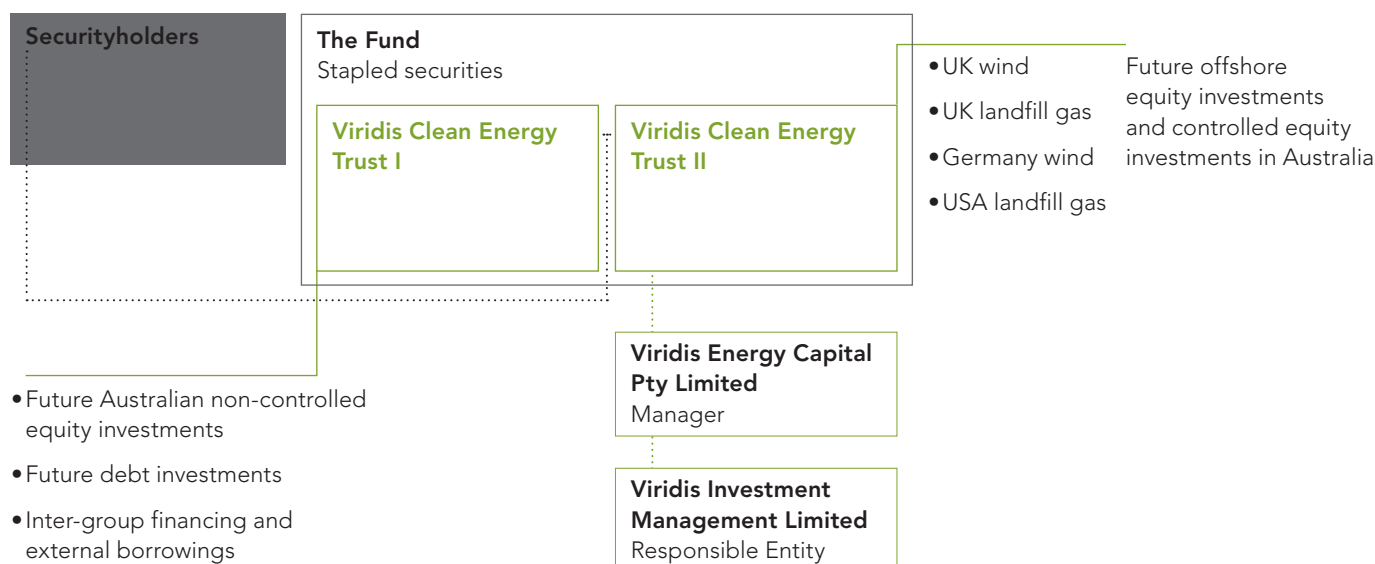 Securityholders
The Fund
Stapled securities
Viridis Clean Energy
Trust I
Viridis Clean Energy
Trust II
•UK wind
•UK landfill gas
•Germany wind
•USA landfill gas
Future offshore
equity investments
and controlled equity
investments in Australia
•Future Australian non-controlled
equity investments
•Future debt investments
•Inter-group financing and
external borrowings
Viridis Energy Capital
Pty Limited
Manager
Viridis Investment
Management Limited
Responsible Entity